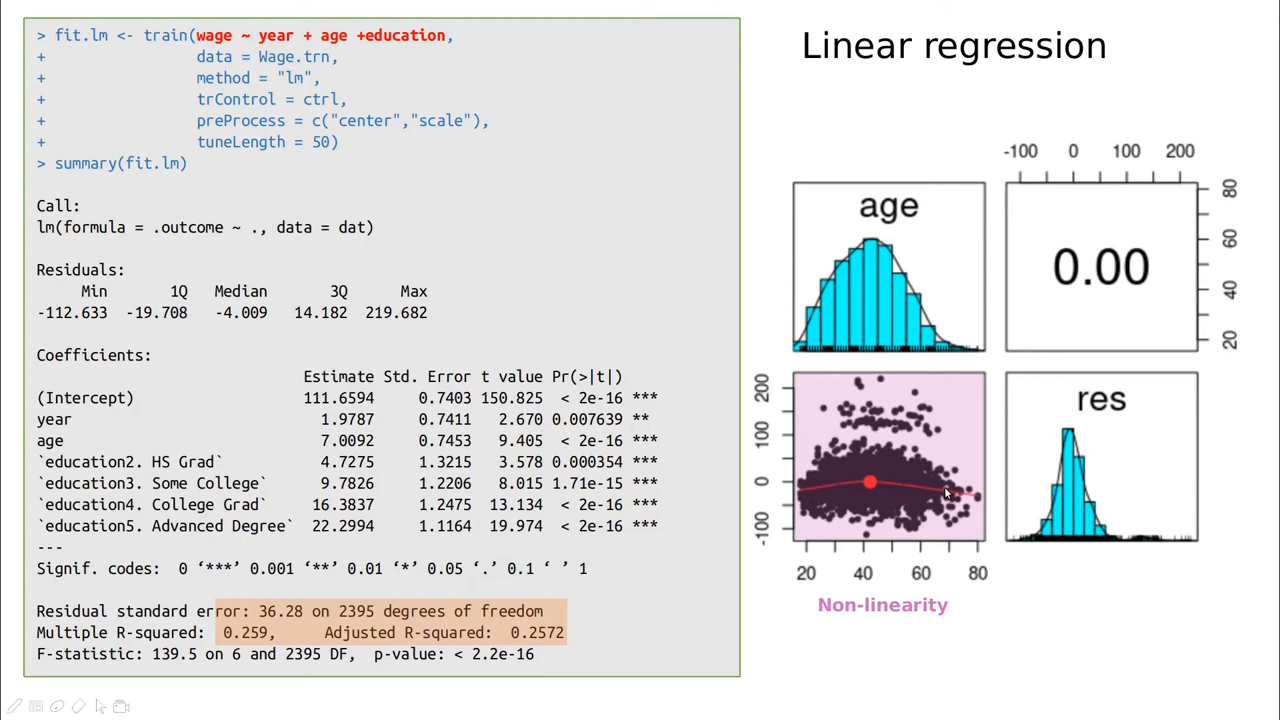 > fit.lm <- train(wage ~ year + age +education,
+                  data = Wage.trn,
+                  method = "lm",
+                  trControl = ctrl,
+                  preProcess = c("center","scale"),
+                  tuneLength = 50)
> summary(fit.lm)
Call:
lm(formula = .outcome ~ ., data = dat)
Residuals:
     Min       1Q   Median       3Q      Max
-112.633  -19.708   -4.009   14.182  219.682
Coefficients:
                              Estimate Std. Error t value Pr(>|t|)
(Intercept)                   111.6594     0.7403 150.825  < 2e-16 ***
year                            1.9787     0.7411   2.670 0.007639 **
age                             7.0092     0.7453   9.405  < 2e-16 ***
`education2. HS Grad`           4.7275     1.3215   3.578 0.000354 ***
`education3. Some College`      9.7826     1.2206   8.015 1.71e-15 ***
`education4. College Grad`     16.3837     1.2475  13.134  < 2e-16 ***
`education5. Advanced Degree`  22.2994     1.1164  19.974  < 2e-16 ***
---
Signif. codes:  0 ‘***’ 0.001 ‘**’ 0.01 ‘*’ 0.05 ‘.’ 0.1 ‘ ’ 1
Residual standard error: 36.28 on 2395 degrees of freedom
Multiple R-squared:  0.259,     Adjusted R-squared:  0.2572
F-statistic: 139.5 on 6 and 2395 DF,  p-value: < 2.2e-16
Linear regression
-100 0 100 200
age
0.00
80
60
40
20
200
100
0
-100
res
20 40 60 80
Non-linearity